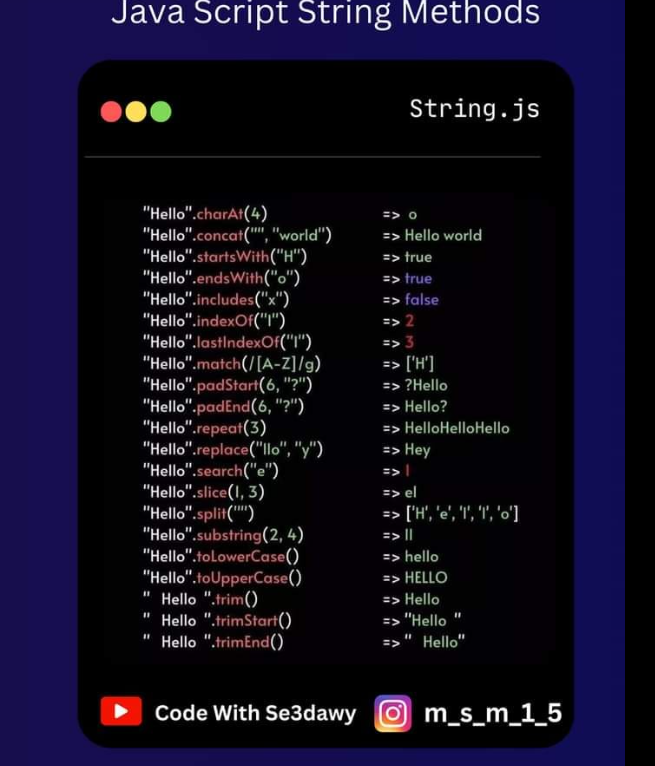 Java Script String Methods
String.js
"Hello".charAt(4) => o
"Hello".concat("", "world") => Hello world
"Hello".startsWith("H") => true
"Hello".endsWith("o") => true
"Hello".includes("x") => false
"Hello".indexOf("l") => 2
"Hello".lastIndexOf("l") => 3
"Hello".match(/[A-Z]/g) => ['H']
"Hello".padStart(6, "?") => ?Hello
"Hello".padEnd(6, "?") => Hello?
"Hello".repeat(3) => HelloHelloHello
"Hello".replace("llo", "y") => Hey
"Hello".search("e") => 1
"Hello".slice(1, 3) => el
"Hello".split("") => ['H', 'e', 'l', 'l', 'o']
"Hello".substring(2, 4) => ll
"Hello".toLowerCase() => hello
"Hello".toUpperCase() => HELLO
"  Hello ".trim() => Hello
"  Hello ".trimStart() => "Hello "
"  Hello ".trimEnd() => "  Hello"
Code With Se3dawy m_s_m_1_5